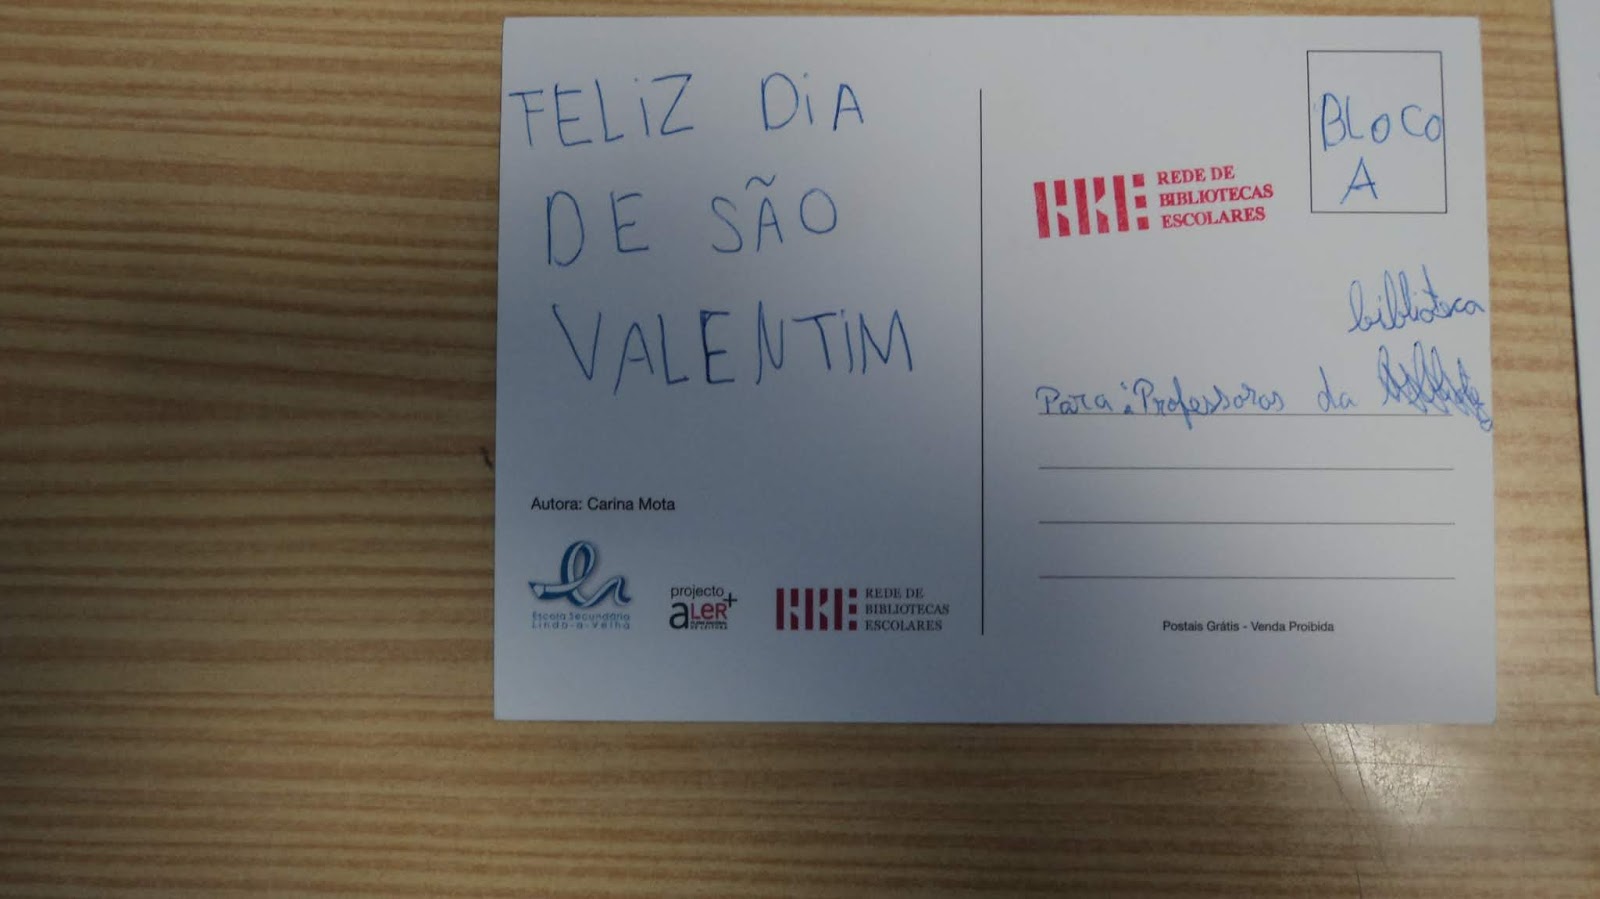 FELIZ DIA
DE SÃO
VALENTIM
Autora: Carina Mota
Escola Secundária
Linda-a-Velha
projecto
aLeR+
REDE DE
BIBLIOTECAS
ESCOLARES
BLOCO
A
REDE DE
BIBLIOTECAS
ESCOLARES
biblioteca
Para a Professoras da
Postais Grátis - Venda Proibida